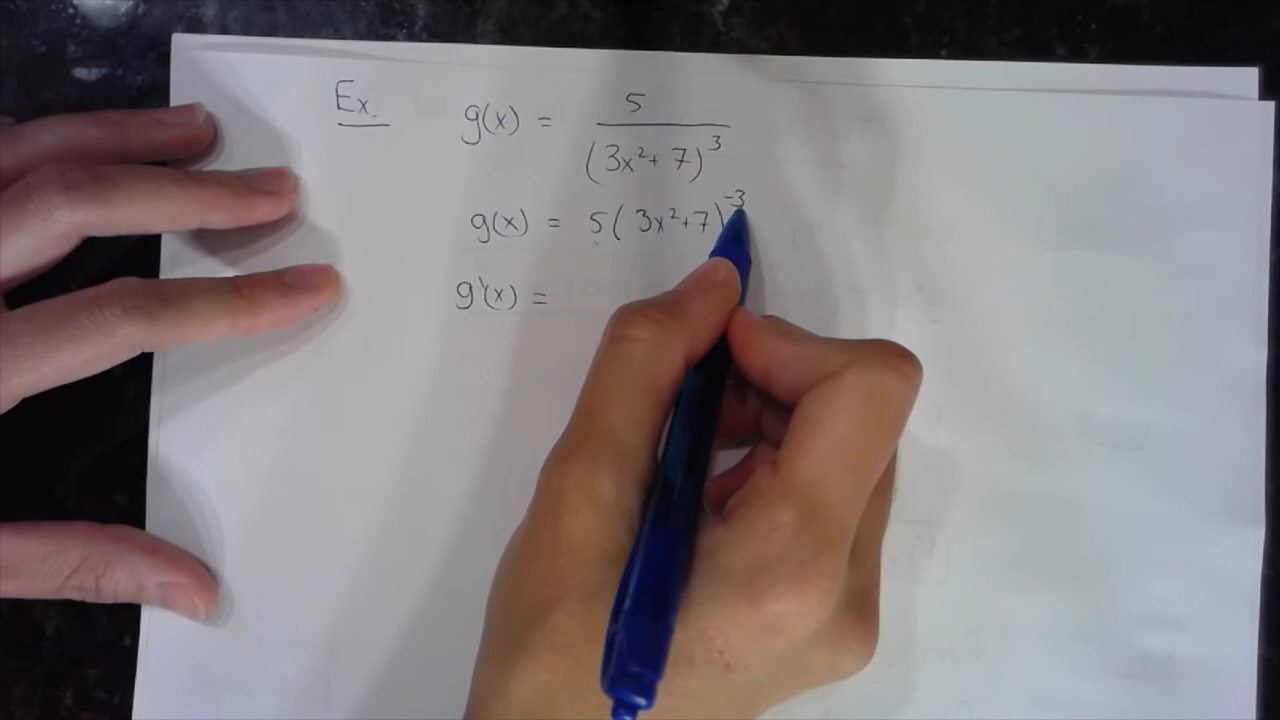 Ex. g(x) = 5 / (3x² + 7)³
g(x) = 5(3x² + 7)⁻³
g'(x) =